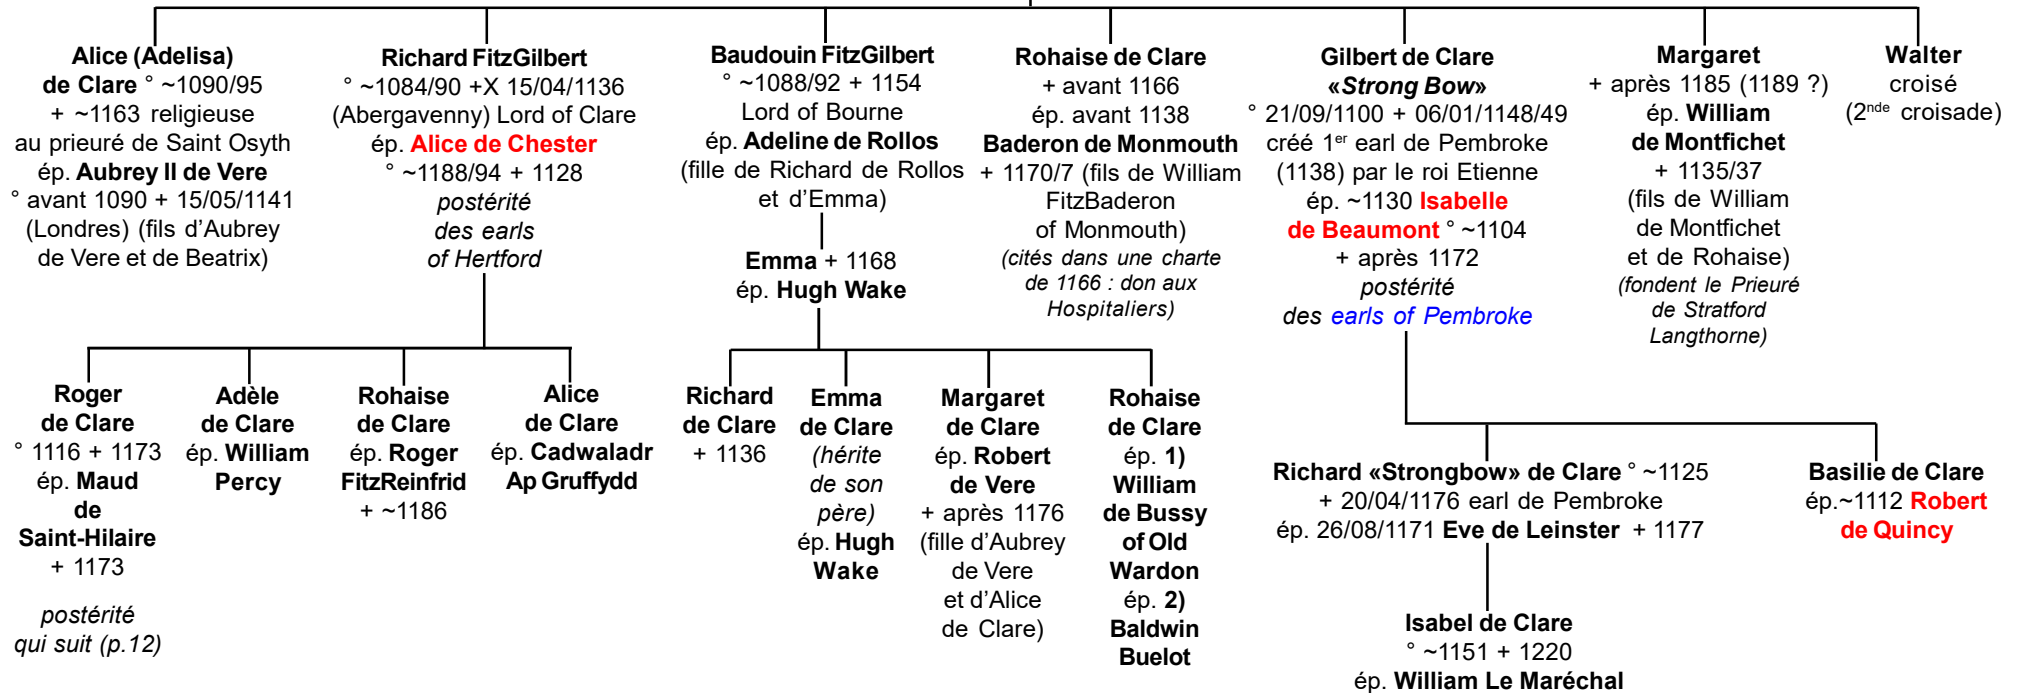 Alice (Adelisa)
de Clare ° ~1090/95
+ ~1163 religieuse
au prieuré de Saint Osyth
ép. Aubrey II de Vere
° avant 1090 + 15/05/1141
(Londres) (fils d'Aubrey
de Vere et de Beatrix)
Richard FitzGilbert
° ~1084/90 +X 15/04/1136
(Abergavenny) Lord of Clare
ép. Alice de Chester
° ~1188/94 + 1128
postérité
des earls
of Hertford
Baudouin FitzGilbert
° ~1088/92 + 1154
Lord of Bourne
ép. Adeline de Rollos
(fille de Richard de Rollos
et d'Emma)
Emma + 1168
ép. Hugh Wake
Rohaise de Clare
+ avant 1166
ép. avant 1138
Baderon de Monmouth
+ 1170/7 (fils de William
FitzBaderon
of Monmouth)
(cités dans une charte
de 1166 : don aux
Hospitaliers)
Gilbert de Clare
«Strong Bow»
° 21/09/1100 + 06/01/1148/49
créé 1er earl de Pembroke
(1138) par le roi Etienne
ép. ~1130 Isabelle
de Beaumont ° ~1104
+ après 1172
postérité
des earls of Pembroke
Margaret
+ après 1185 (1189 ?)
ép. William
de Montfichet
+ 1135/37
(fils de William
de Montfichet
et de Rohaise)
(fondent le Prieuré
de Stratford
Langthorne)
Walter
croisé
(2nde croisade)
Roger
de Clare
° 1116 + 1173
ép. Maud
de
Saint-Hilaire
+ 1173
postérité
qui suit (p.12)
Adèle
de Clare
ép. William
Percy
Rohaise
de Clare
ép. Roger
FitzReinfrid
+ ~1186
Alice
de Clare
ép. Cadwaladr
Ap Gruffydd
Richard
de Clare
+ 1136
Emma
de Clare
(hérite
de son
père)
ép. Hugh
Wake
Margaret
de Clare
ép. Robert
de Vere
+ après 1176
(fille d'Aubrey
de Vere
et d'Alice
de Clare)
Rohaise
de Clare
ép. 1)
William
de Bussy
of Old
Wardon
ép. 2)
Baldwin
Buelot
Richard «Strongbow» de Clare ° ~1125
+ 20/04/1176 earl de Pembroke
ép. 26/08/1171 Eve de Leinster + 1177
Basilie de Clare
ép.~1112 Robert
de Quincy
Isabel de Clare
° ~1151 + 1220
ép. William Le Maréchal